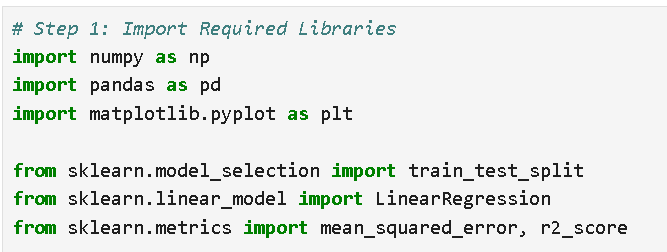 # Step 1: Import Required Libraries
import numpy as np
import pandas as pd
import matplotlib.pyplot as plt
from sklearn.model_selection import train_test_split
from sklearn.linear_model import LinearRegression
from sklearn.metrics import mean_squared_error, r2_score